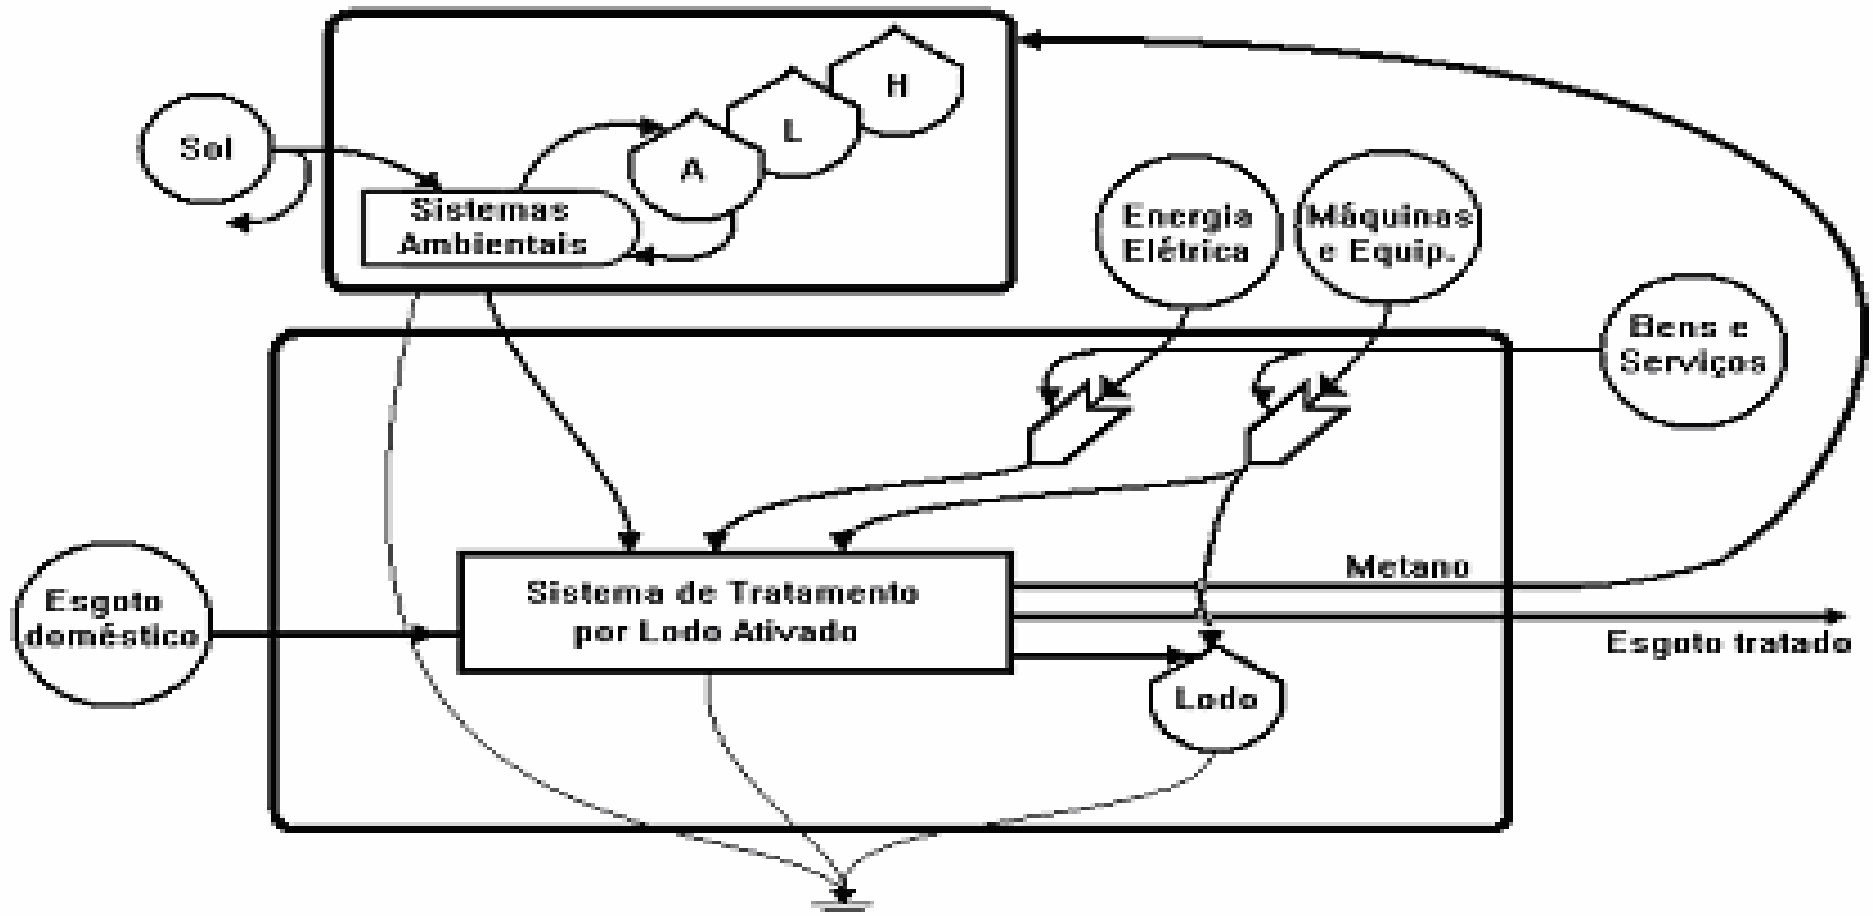 H
L
A
Sol
Sistemas
Ambientais
Energia
Elétrica
Máquinas
e Equip.
Bens e
Serviços
Metano
Esgoto
doméstico
Sistema de Tratamento
por Lodo Ativado
Esgoto tratado
Lodo